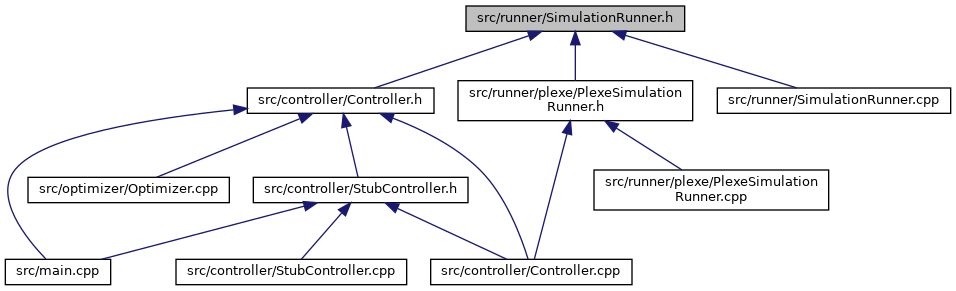 src/runner/SimulationRunner.h
src/controller/Controller.h
src/runner/plexe/PlexeSimulation
Runner.h
src/runner/SimulationRunner.cpp
src/optimizer/Optimizer.cpp
src/controller/StubController.h
src/runner/plexe/PlexeSimulation
Runner.cpp
src/main.cpp
src/controller/StubController.cpp
src/controller/Controller.cpp